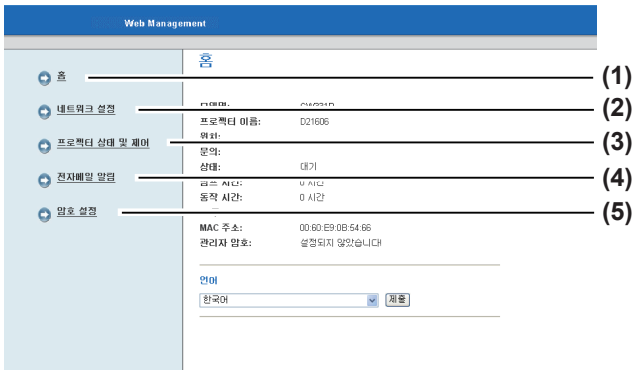 Web Management
홈
네트워크 설정
프로젝터 상태 및 제어
전자메일 알림
암호 설정
홈
프로젝터 이름: D21606
위치:
문의:
상태: 대기
동작 시간: 0 시간
MAC 주소: 00:60:E9:0B:54:66
관리자 암호: 설정되지 않았습니다!
언어
한국어 제출
(1)
(2)
(3)
(4)
(5)